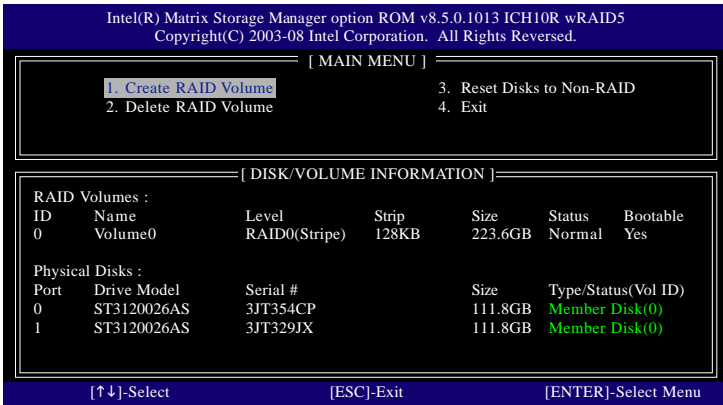 Intel(R) Matrix Storage Manager option ROM v8.5.0.1013 ICH10R wRAID5
Copyright(C) 2003-08 Intel Corporation. All Rights Reversed.
[ MAIN MENU ]
1. Create RAID Volume 3. Reset Disks to Non-RAID
2. Delete RAID Volume 4. Exit
[ DISK/VOLUME INFORMATION ]
RAID Volumes :
ID Name Level Strip Size Status Bootable
0 Volume0 RAID0(Stripe) 128KB 223.6GB Normal Yes
Physical Disks :
Port Drive Model Serial # Size Type/Status(Vol ID)
0 ST3120026AS 3JT354CP 111.8GB Member Disk(0)
1 ST3120026AS 3JT329JX 111.8GB Member Disk(0)
[↑↓]-Select [ESC]-Exit [ENTER]-Select Menu